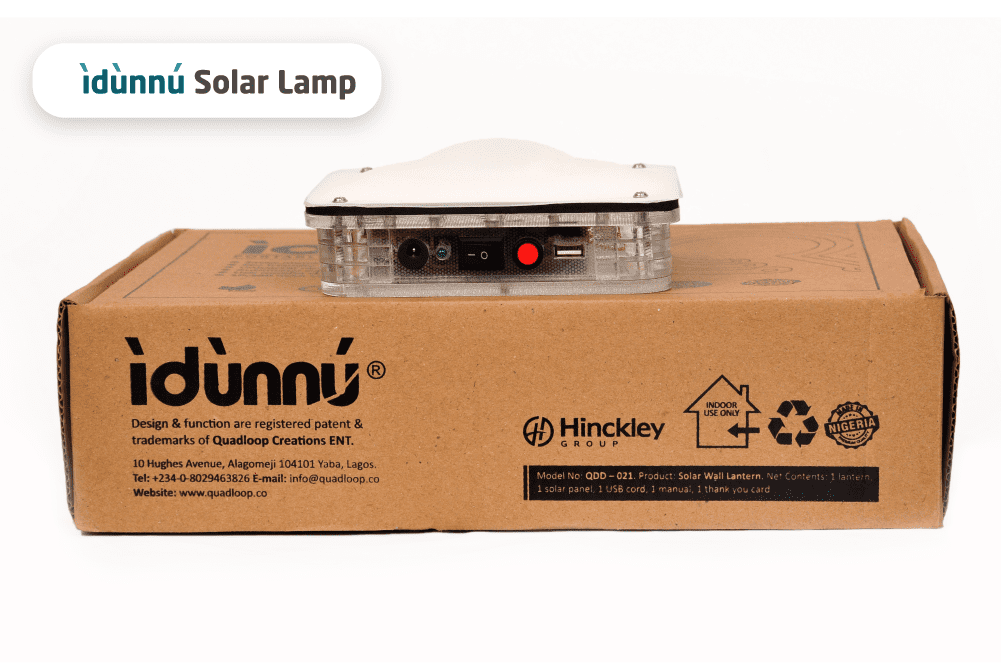 ìdùnnú Solar Lamp
– O
ìdùnnú®
Design & function are registered patent &
trademarks of Quadloop Creations ENT.
10 Hughes Avenue, Alagomeji 104101 Yaba, Lagos.
Tel: +234-0-8029463826 E-mail: info@quadloop.co
Website: www.quadloop.co
Hinckley
GROUP
INDOOR
USE ONLY
MADE IN
NIGERIA
Model No: QDD – 021. Product: Solar Wall Lantern. Net Contents: 1 lantern,
1 solar panel, 1 USB cord, 1 manual, 1 thank you card